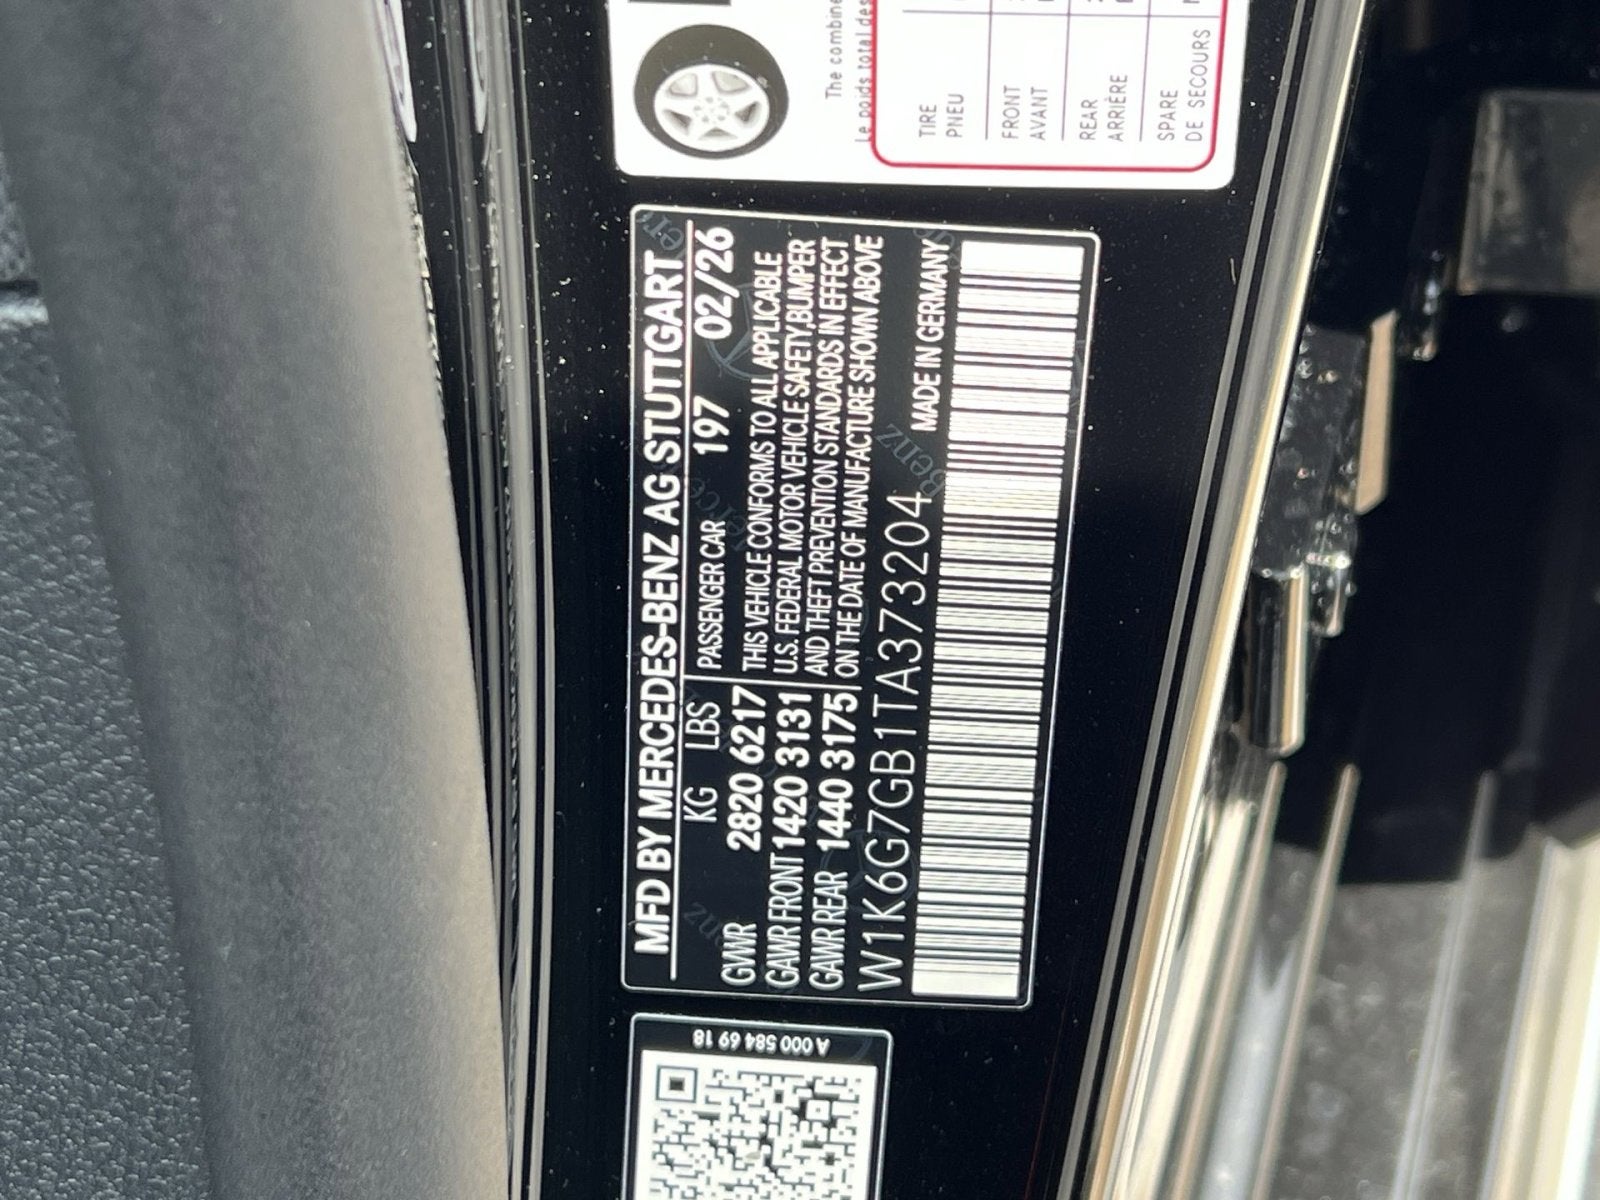 MFD BY MERCEDES-BENZ AG STUTTGART
KG LBS
GVWR 2820 6217
GAWR FRONT 1420 3131
GAWR REAR 1440 3175
PASSENGER CAR 197 02/26
THIS VEHICLE CONFORMS TO ALL APPLICABLE
U.S. FEDERAL MOTOR VEHICLE SAFETY,BUMPER
AND THEFT PREVENTION STANDARDS IN EFFECT
ON THE DATE OF MANUFACTURE SHOWN ABOVE
MADE IN GERMANY
W1K6G7GB1TA373204
A 000 584 69 18
The combine
Le poids total des
TIRE
PNEU
FRONT
AVANT
REAR
ARRIÈRE
SPARE
DE SECOURS